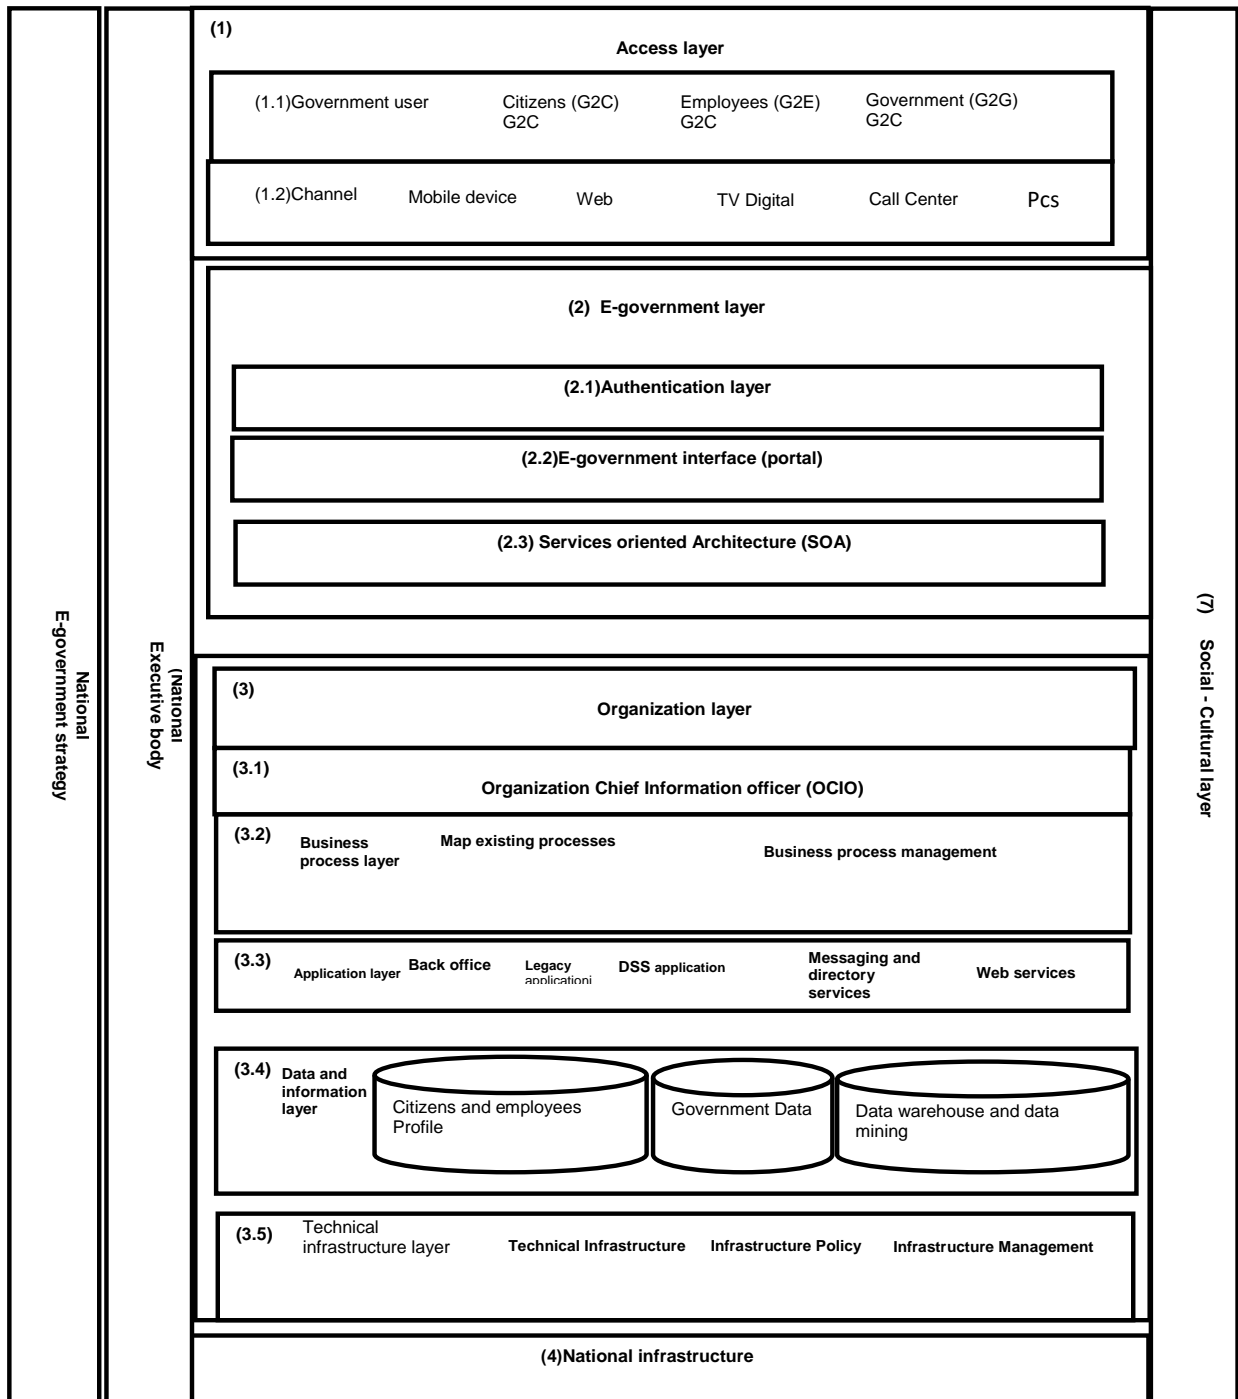 (1)
Access layer
(1.1)Government user
Citizens (G2C)
G2C
Employees (G2E)
G2C
Government (G2G)
G2C
(1.2)Channel
Mobile device
Web
TV Digital
Call Center
Pcs
(2) E-government layer
(2.1)Authentication layer
(2.2)E-government interface (portal)
(2.3) Services oriented Architecture (SOA)
National
E-government strategy
(National
Executive body
(7) Social - Cultural layer
(3)
Organization layer
(3.1)
Organization Chief Information officer (OCIO)
(3.2)
Business
process layer
Map existing processes
Business process management
(3.3)
Application layer
Back office
Legacy
applicationi
DSS application
Messaging and
directory
services
Web services
(3.4)
Data and
information
layer
Citizens and employees
Profile
Government Data
Data warehouse and data
mining
(3.5)
Technical
infrastructure layer
Technical Infrastructure
Infrastructure Policy
Infrastructure Management
(4)National infrastructure